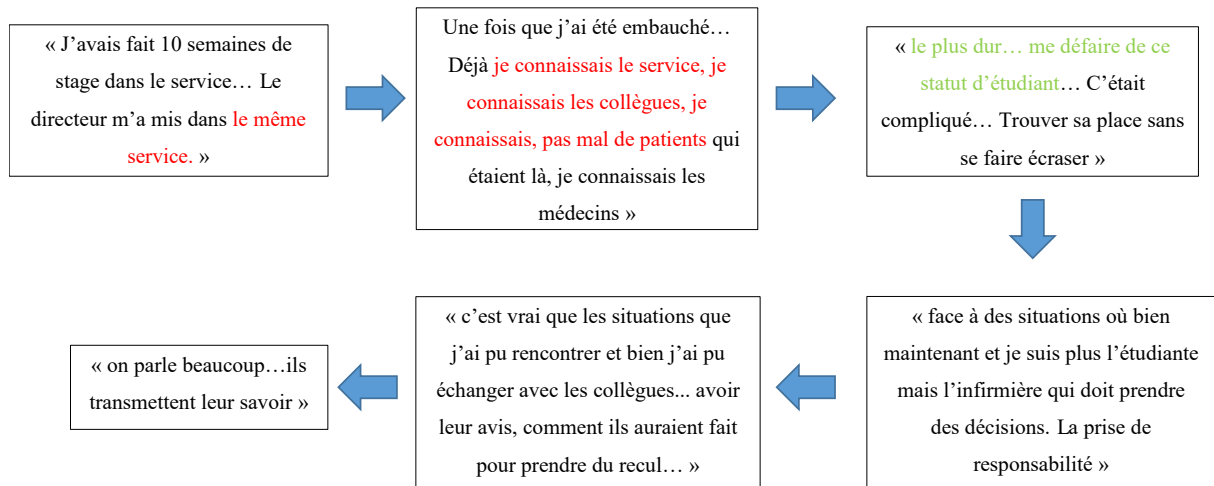 « J’avais fait 10 semaines de
stage dans le service… Le
directeur m’a mis dans le même
service. »
Une fois que j’ai été embauché…
Déjà je connaissais le service, je
connaissais les collègues, je
connaissais, pas mal de patients qui
étaient là, je connaissais les
médecins »
« le plus dur… me défaire de ce
statut d’étudiant… C’était
compliqué… Trouver sa place sans
se faire écraser »
« face à des situations où bien
maintenant et je suis plus l’étudiante
mais l’infirmière qui doit prendre
des décisions. La prise de
responsabilité »
« c’est vrai que les situations que
j’ai pu rencontrer et bien j’ai pu
échanger avec les collègues... avoir
leur avis, comment ils auraient fait
pour prendre du recul… »
« on parle beaucoup…ils
transmettent leur savoir »